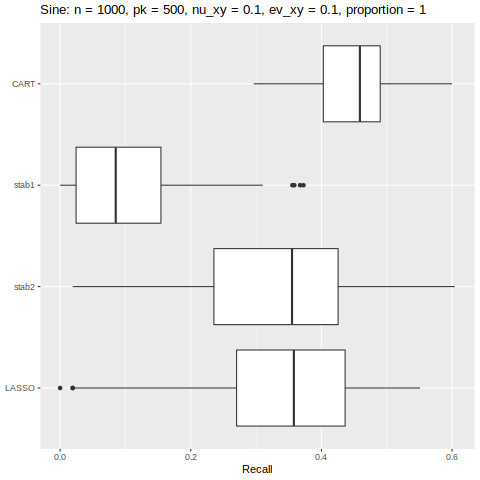 Sine: n = 1000, pk = 500, nu_xy = 0.1, ev_xy = 0.1, proportion = 1
CART
stab1
stab2
LASSO
0.0 0.2 0.4 0.6
Recall